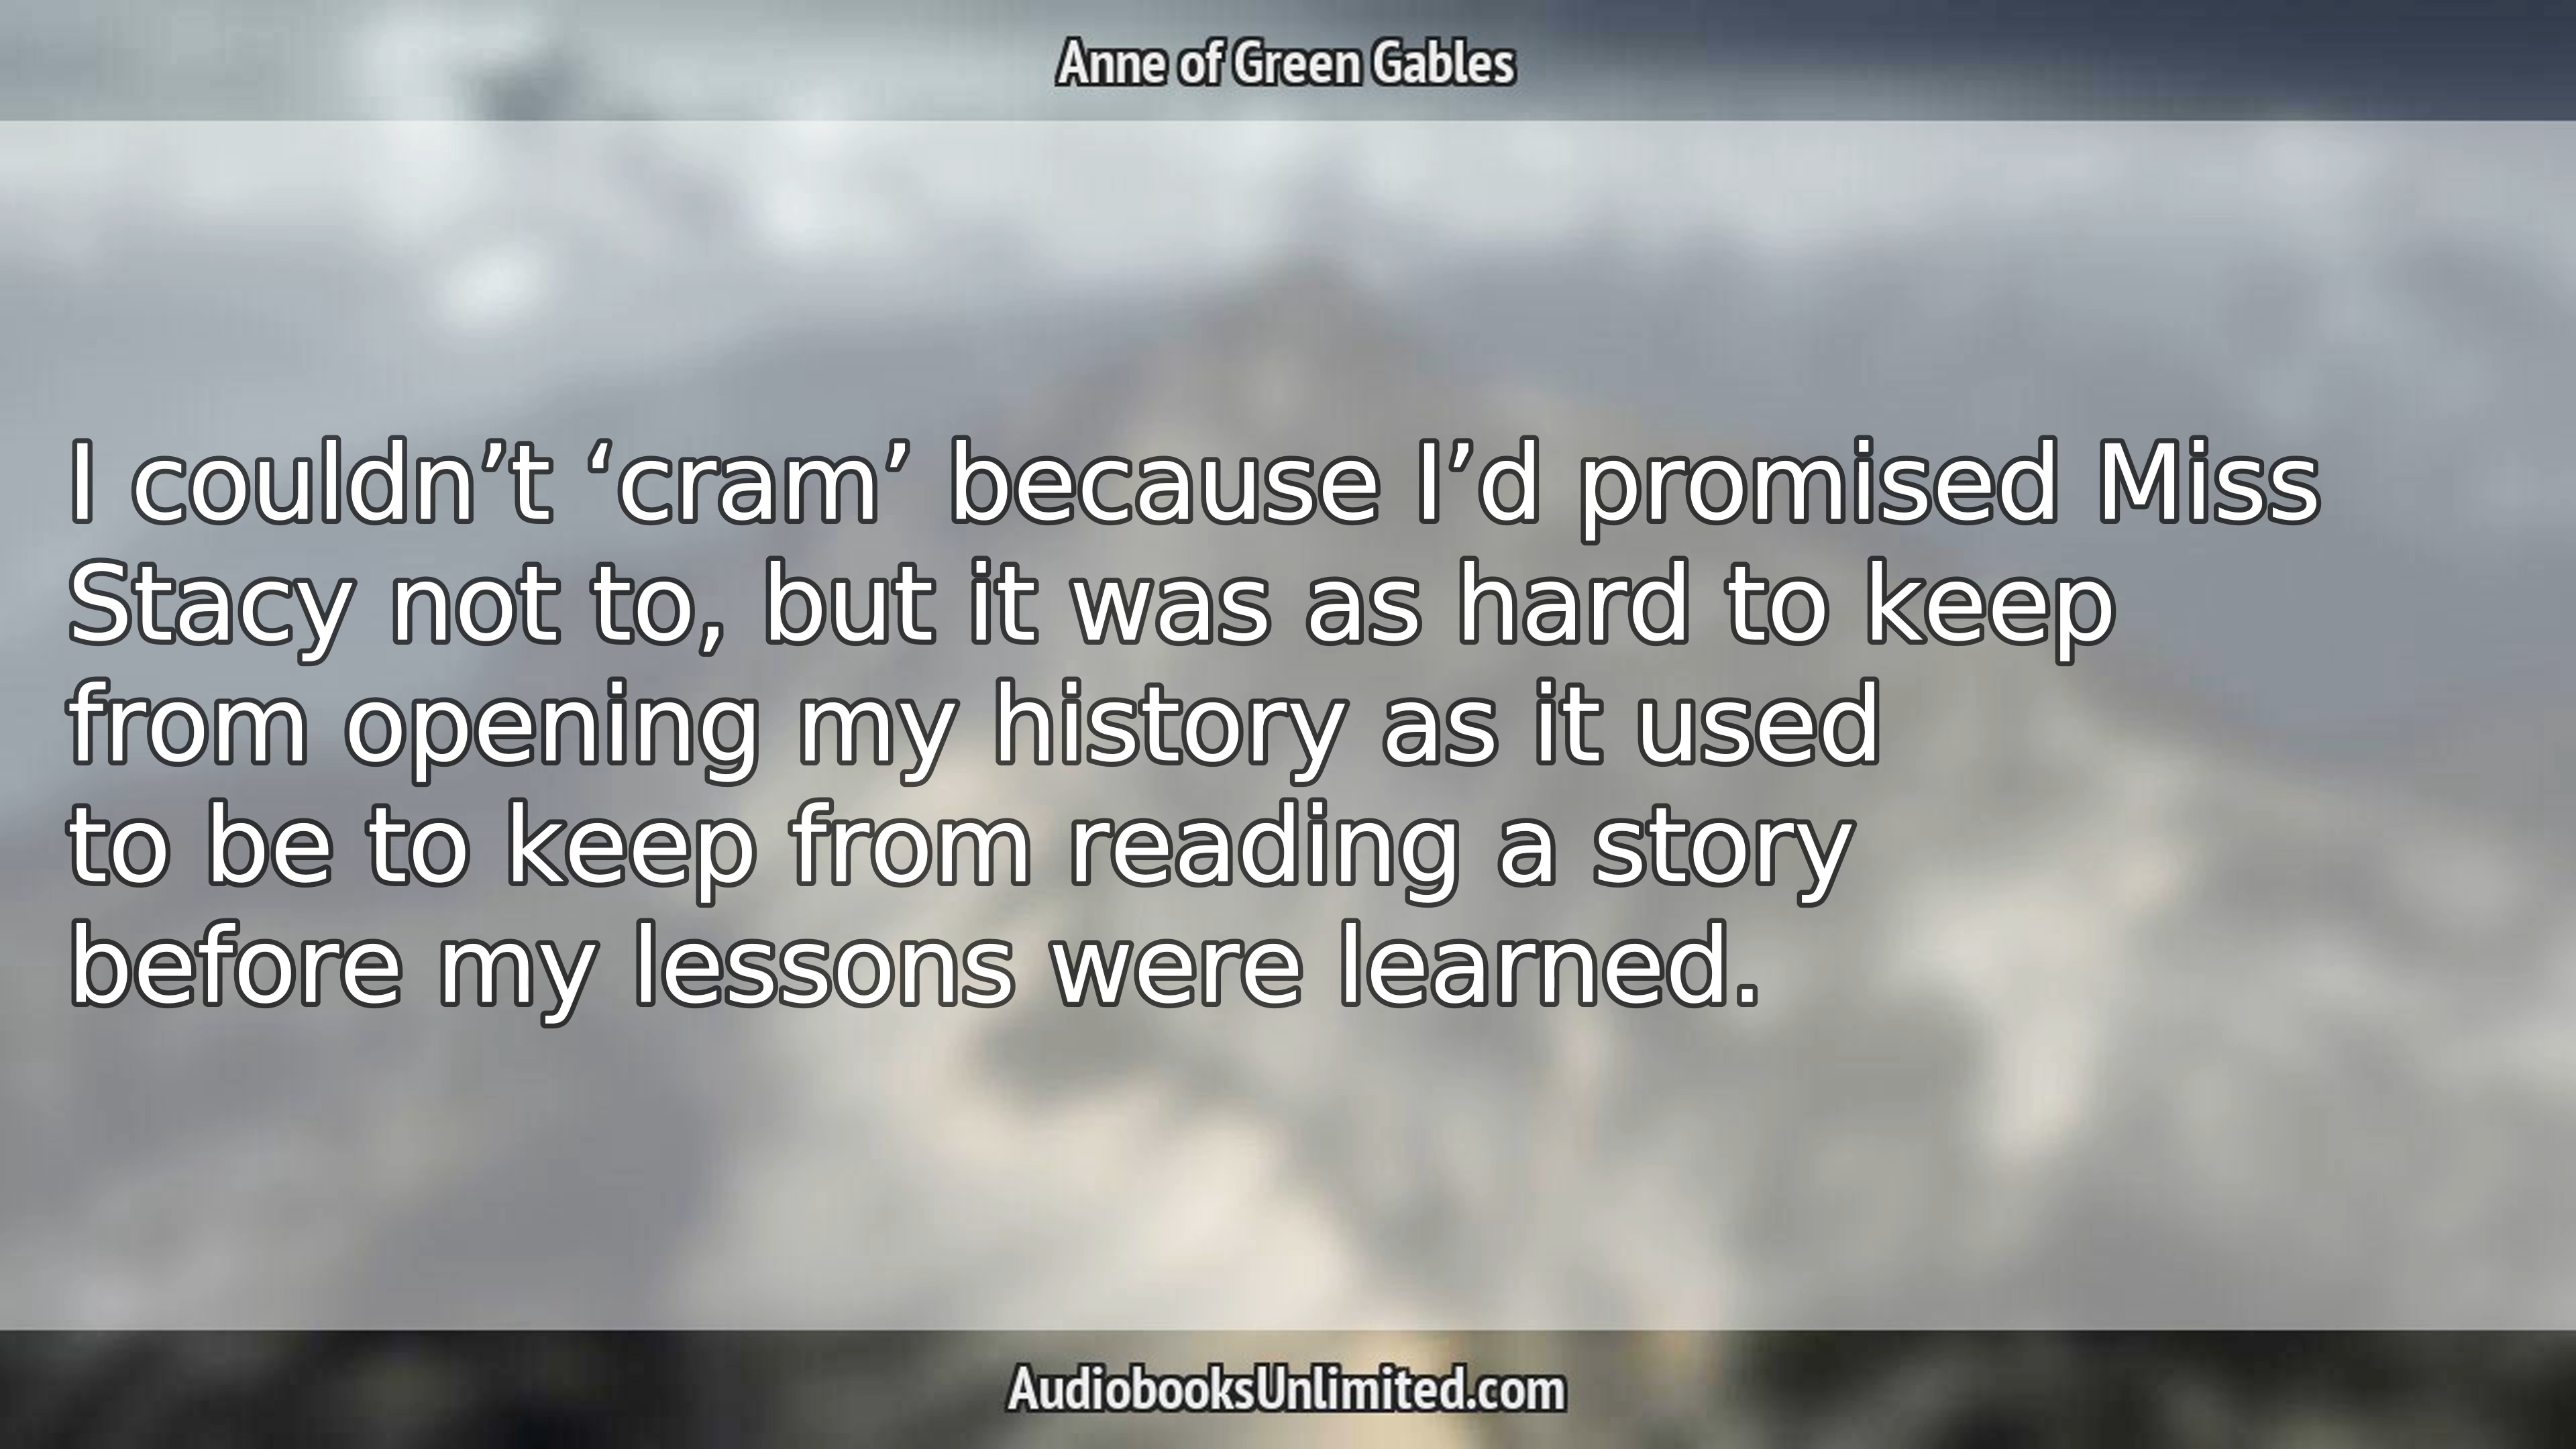 Anne of Green Gables
I couldn’t ‘cram’ because I’d promised Miss
Stacy not to, but it was as hard to keep
from opening my history as it used
to be to keep from reading a story
before my lessons were learned.
AudiobooksUnlimited.com